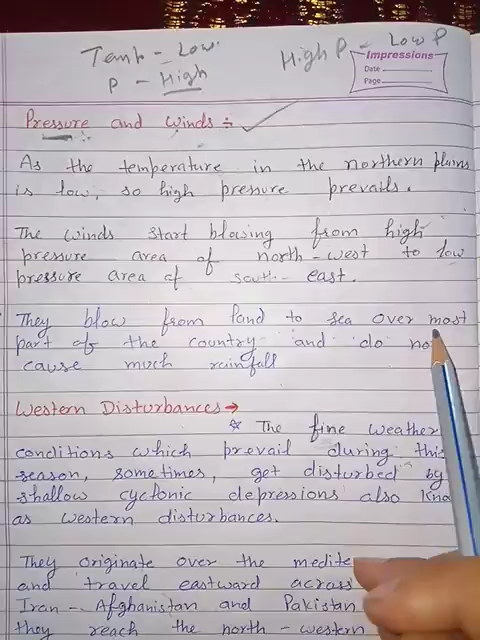 Temp - Low.
P - High
High P - Low P
Impressions
Date
Page
Pressure and winds :-
As the temperature in the northern plains
is low, so high pressure prevails.
The winds start blowing from high
pressure area of north-west to low
pressure area of south-east.
They blow from land to sea over most
part of the country and do no
cause much rainfall
Western Disturbances →
* The fine weather
conditions which prevail during this
season, sometimes, get disturbed by
shallow cyclonic depressions also kno
as western disturbances.
They originate over the medite
and travel eastward across
Iran - Afghanistan and Pakistan
they reach the north-western